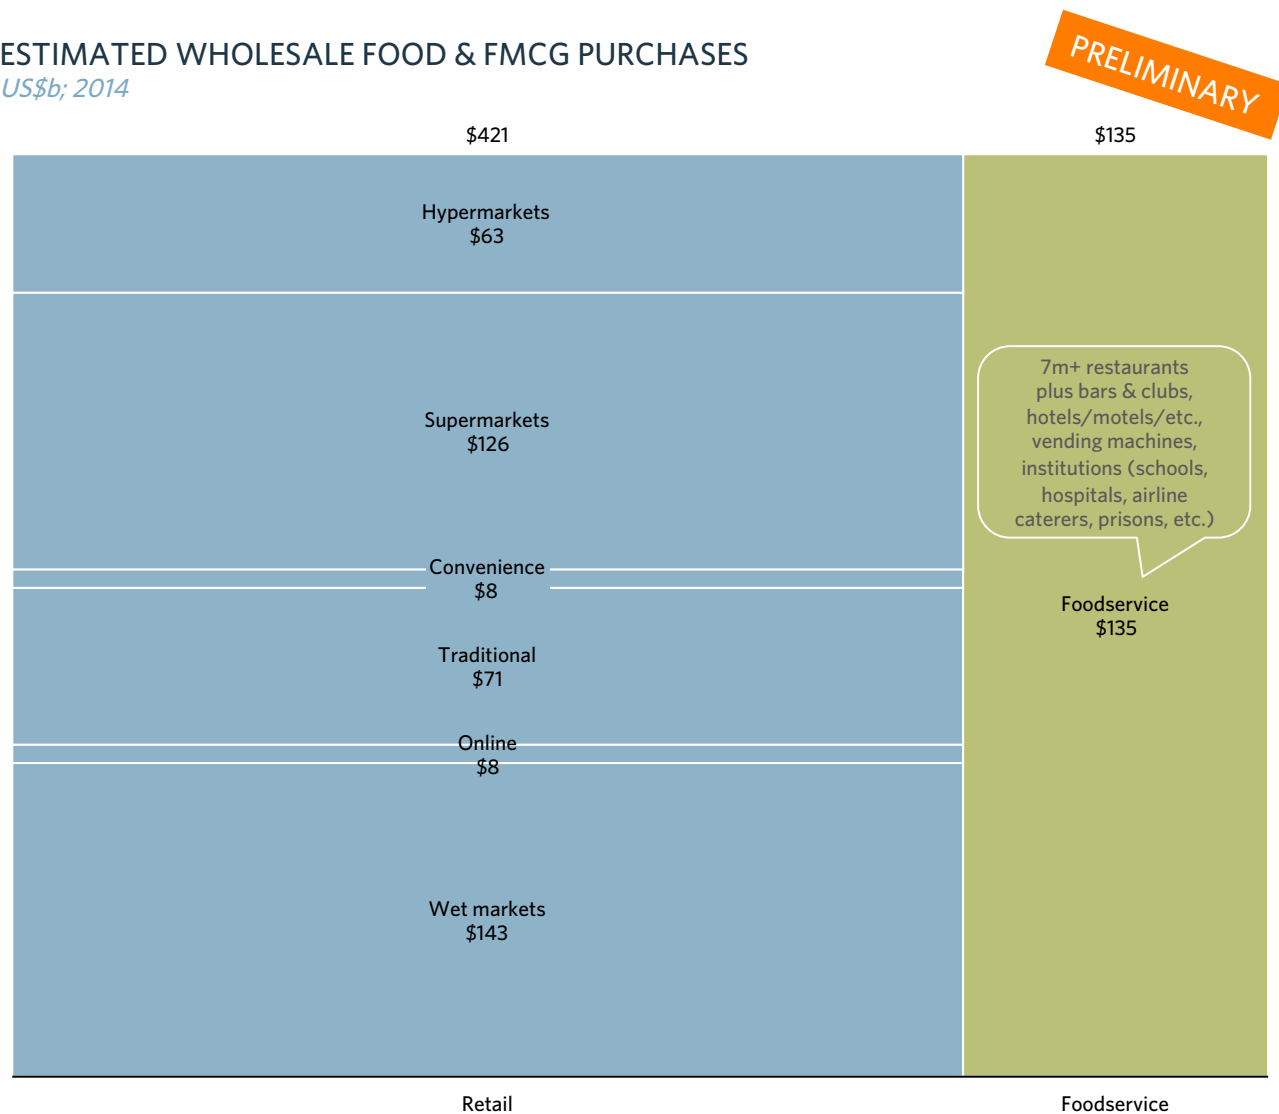 ESTIMATED WHOLESALE FOOD & FMCG PURCHASES
US$b; 2014
PRELIMINARY
$421
$135
Hypermarkets
$63
Supermarkets
$126
Convenience
$8
Traditional
$71
Online
$8
Wet markets
$143
7m+ restaurants
plus bars & clubs,
hotels/motels/etc.,
vending machines,
institutions (schools,
hospitals, airline
caterers, prisons, etc.)
Foodservice
$135
Retail
Foodservice